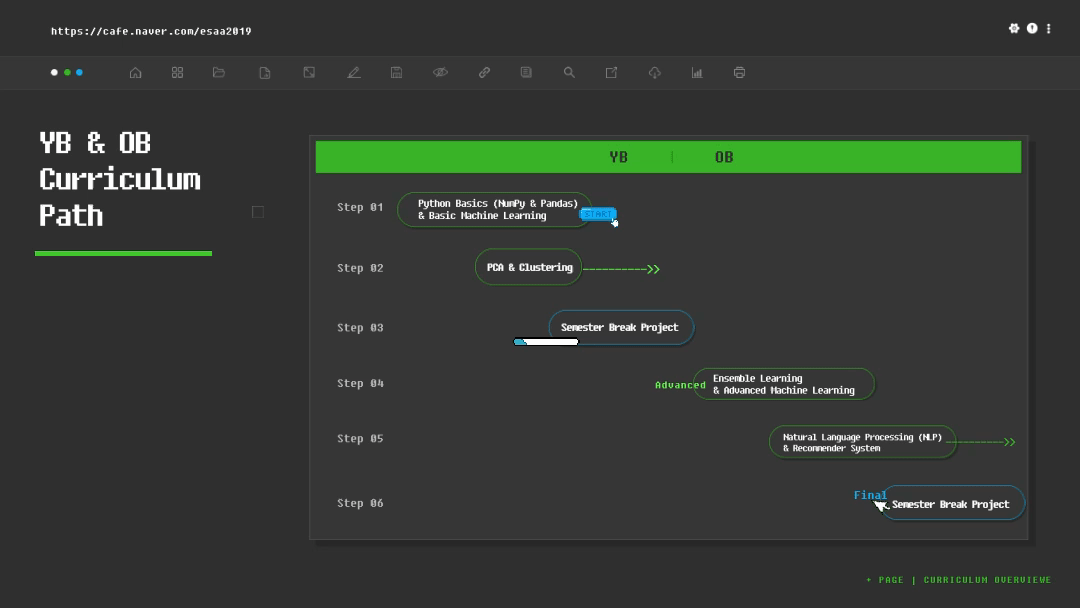 https://cafe.naver.com/esaa2019
YB & OB
Curriculum
Path
YB | OB
Step 01
Python Basics (NumPy & Pandas)
& Basic Machine Learning
START
Step 02
PCA & Clustering
Step 03
Semester Break Project
Step 04
Advanced
Ensemble Learning
& Advanced Machine Learning
Step 05
Natural Language Processing (NLP)
& Recommender System
Step 06
Final
Semester Break Project
+ PAGE | CURRICULUM OVERVIEWE